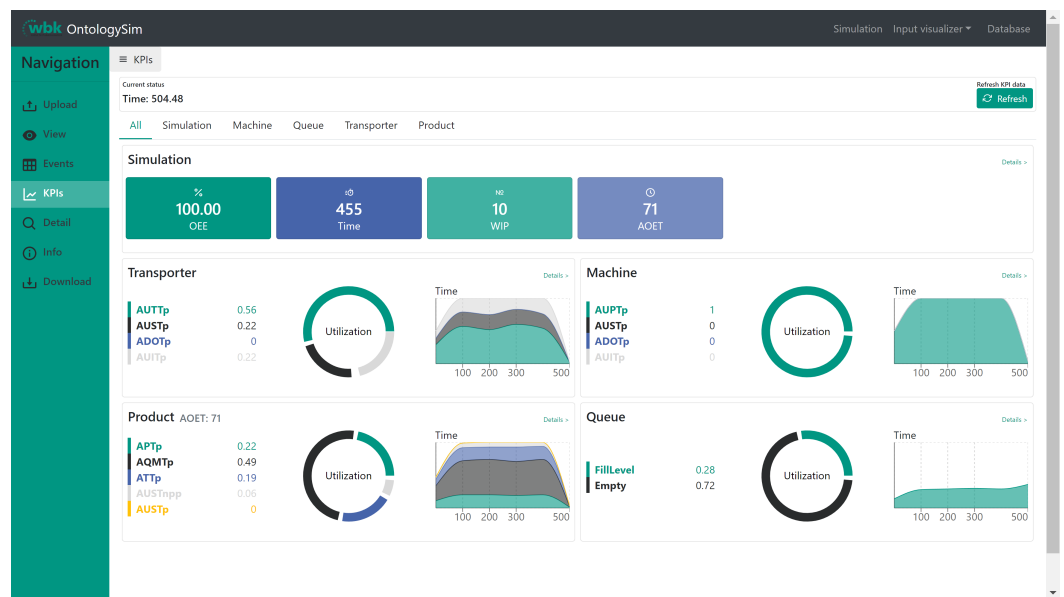 wbk OntologySim
Simulation Input visualizer Database
Navigation
Upload
View
Events
KPIs
Detail
Info
Download
KPIs
Current status
Time: 504.48
Refresh KPI data
Refresh
All Simulation Machine Queue Transporter Product
Simulation
Details >
%
100.00
OEE
455
Time
№
10
WIP
71
AOET
Transporter
Details >
AUTTp 0.56
AUSTp 0.22
ADOTp 0
AUITp 0.22
Utilization
Time
100 200 300 500
Machine
Details >
AUPTp 1
AUSTp 0
ADOTp 0
AUITp 0
Utilization
Time
100 200 300 500
Product AOET: 71
Details >
APTp 0.22
AQMTp 0.49
ATTp 0.19
AUSTnpp 0.06
AUSTp 0
Utilization
Time
100 200 300 500
Queue
Details >
FillLevel 0.28
Empty 0.72
Utilization
Time
100 200 300 500